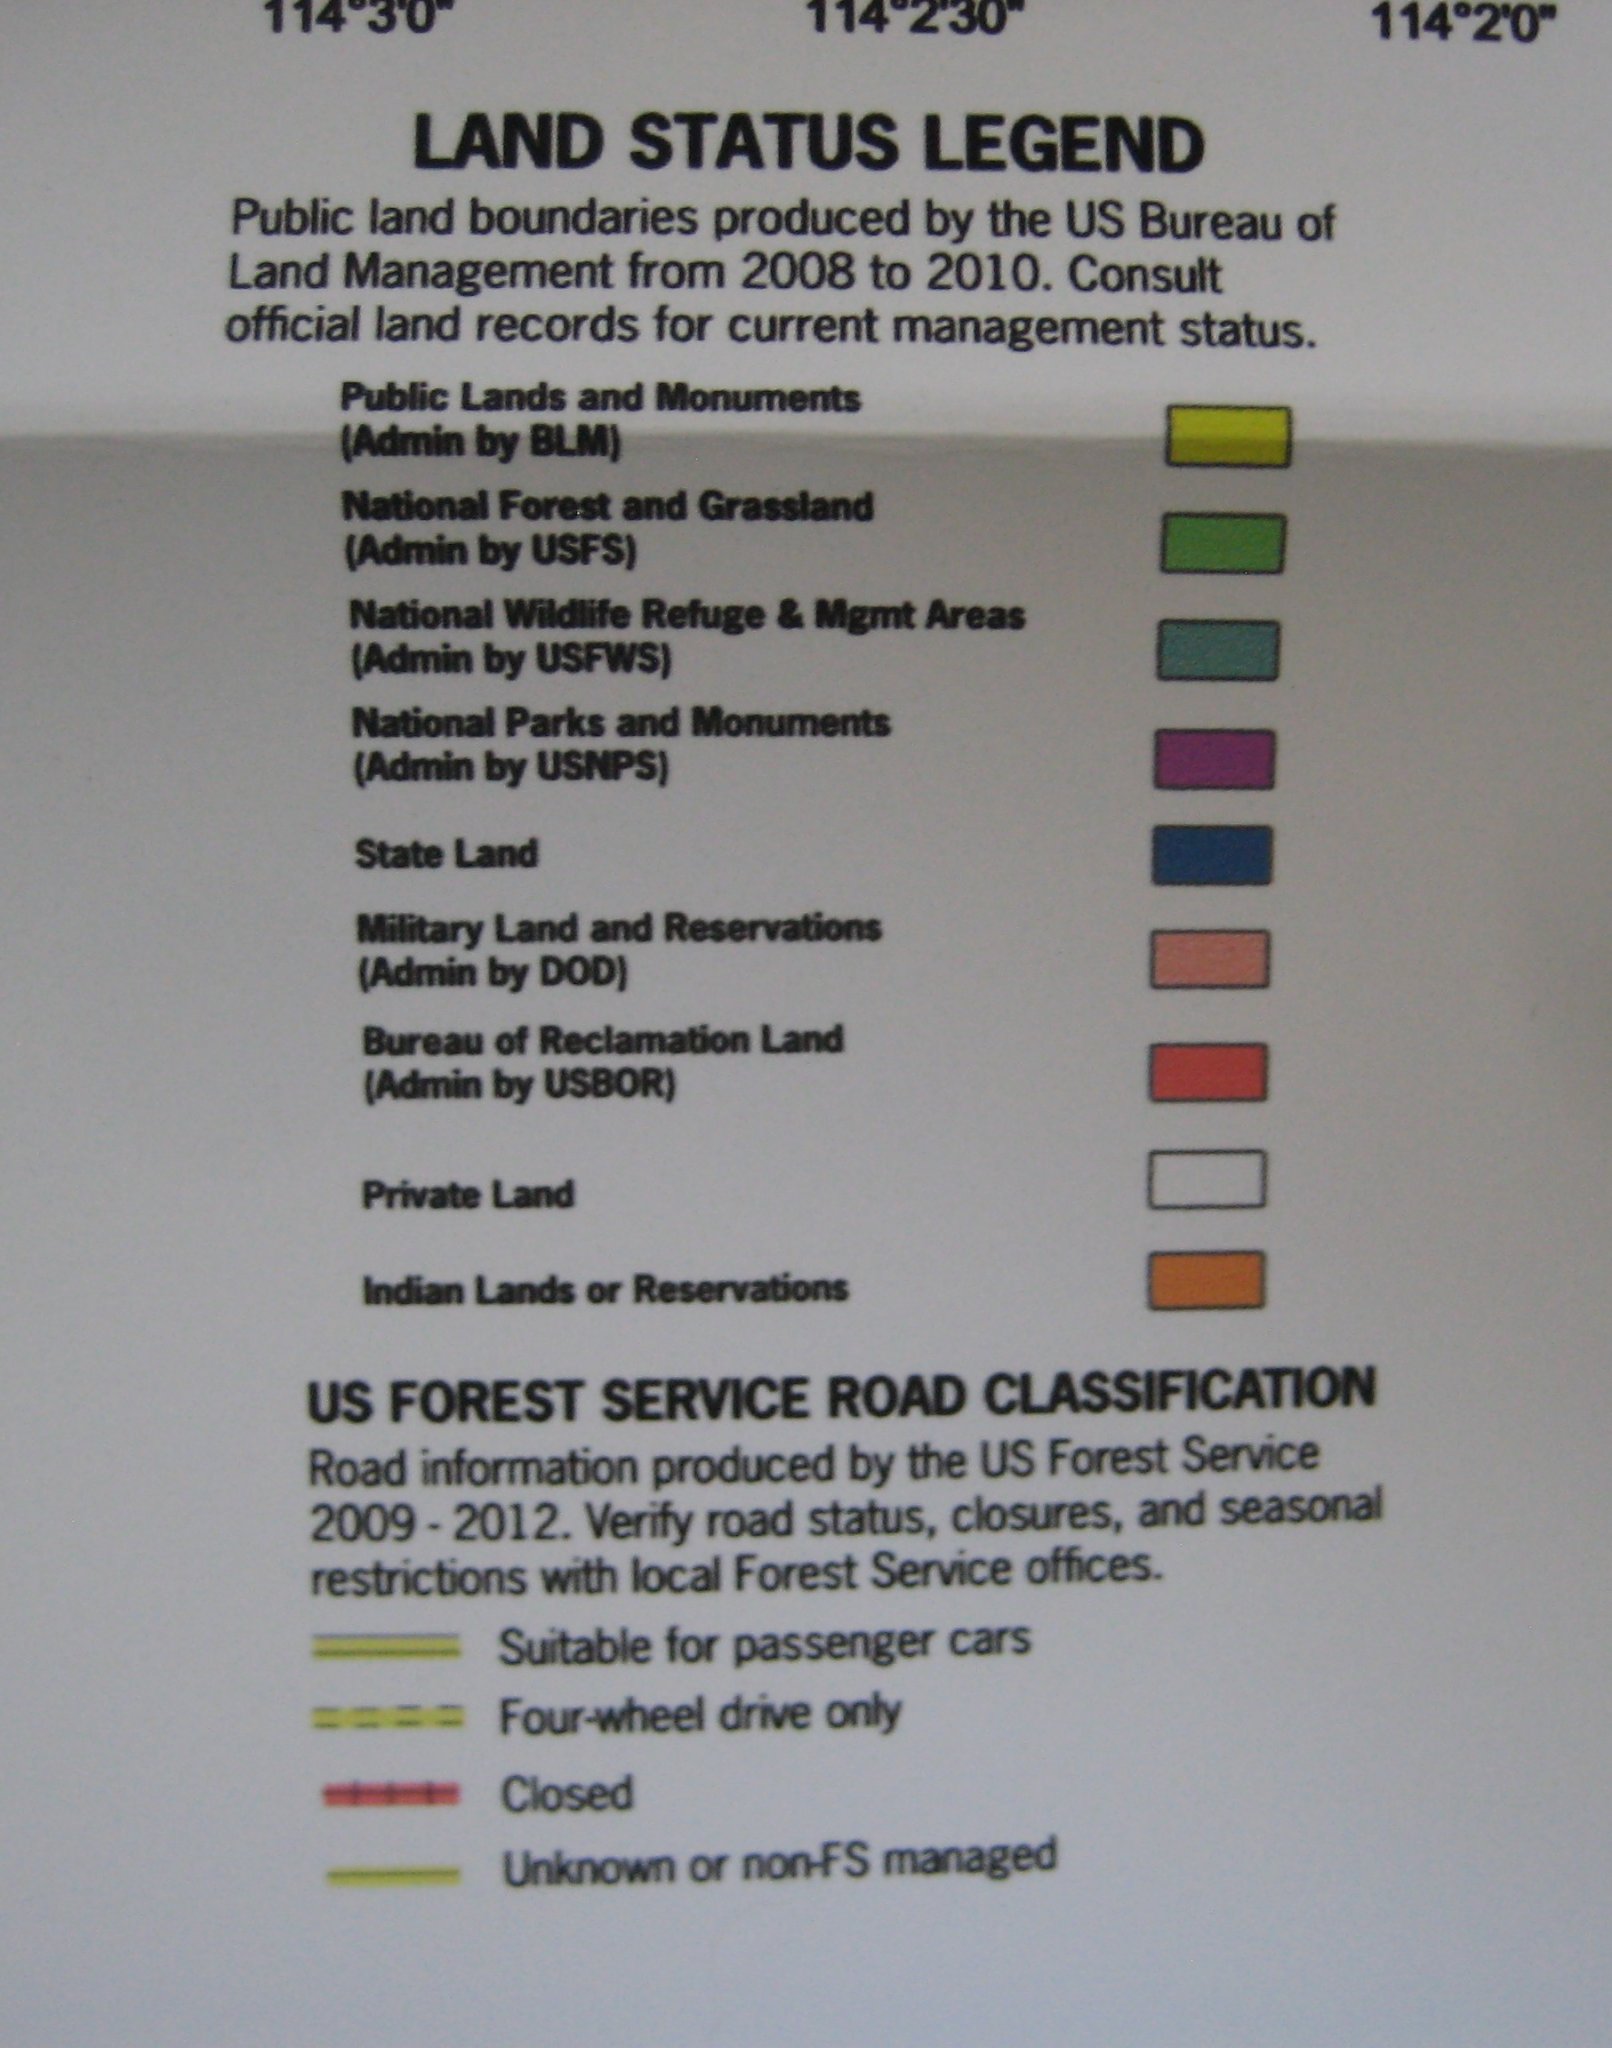 114°3'0" 114°2'30" 114°2'0"
LAND STATUS LEGEND
Public land boundaries produced by the US Bureau of
Land Management from 2008 to 2010. Consult
official land records for current management status.
Public Lands and Monuments
(Admin by BLM)
National Forest and Grassland
(Admin by USFS)
National Wildlife Refuge & Mgmt Areas
(Admin by USFWS)
National Parks and Monuments
(Admin by USNPS)
State Land
Military Land and Reservations
(Admin by DOD)
Bureau of Reclamation Land
(Admin by USBOR)
Private Land
Indian Lands or Reservations
US FOREST SERVICE ROAD CLASSIFICATION
Road information produced by the US Forest Service
2009 - 2012. Verify road status, closures, and seasonal
restrictions with local Forest Service offices.
Suitable for passenger cars
Four-wheel drive only
Closed
Unknown or non-FS managed